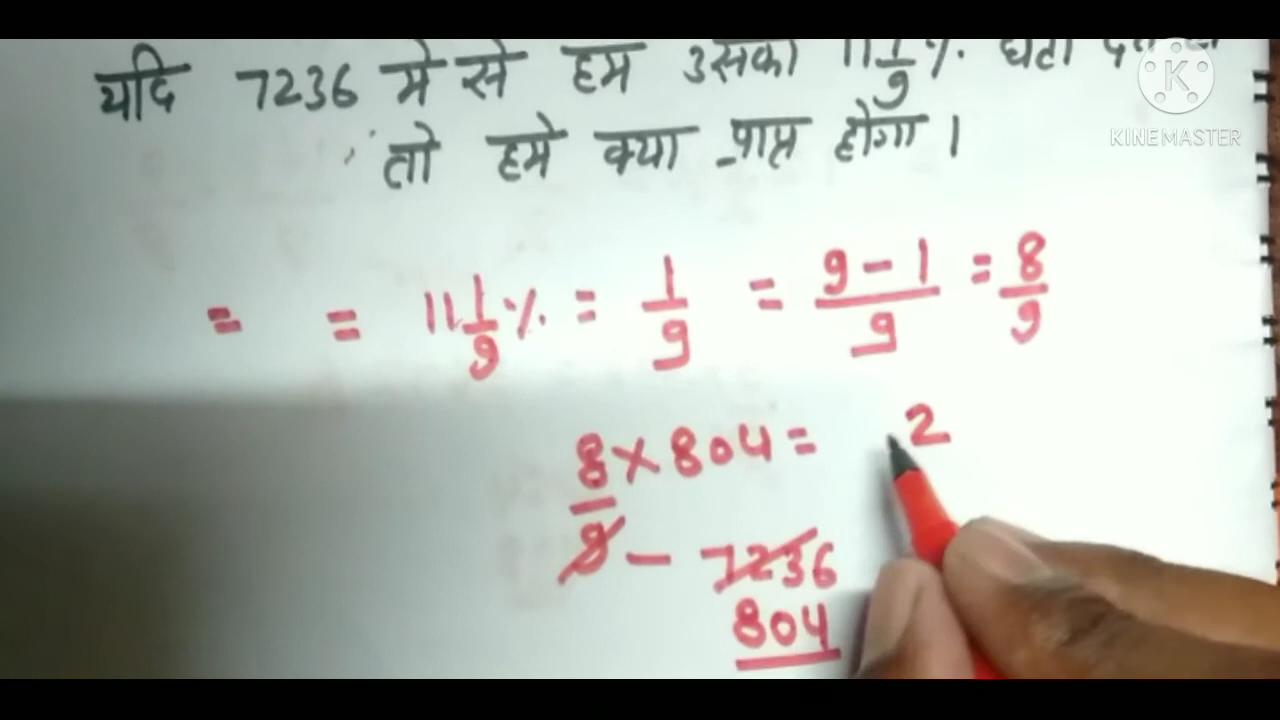 यदि 7236 मे से हम उसका 11 1/9 %. घटा
तो हमे क्या प्राप्त होगा ।
KINEMASTER
= = 11 1/9 % = 1/9 = 9-1/9 = 8/9
8 × 804 = 2
9 – 7236
804